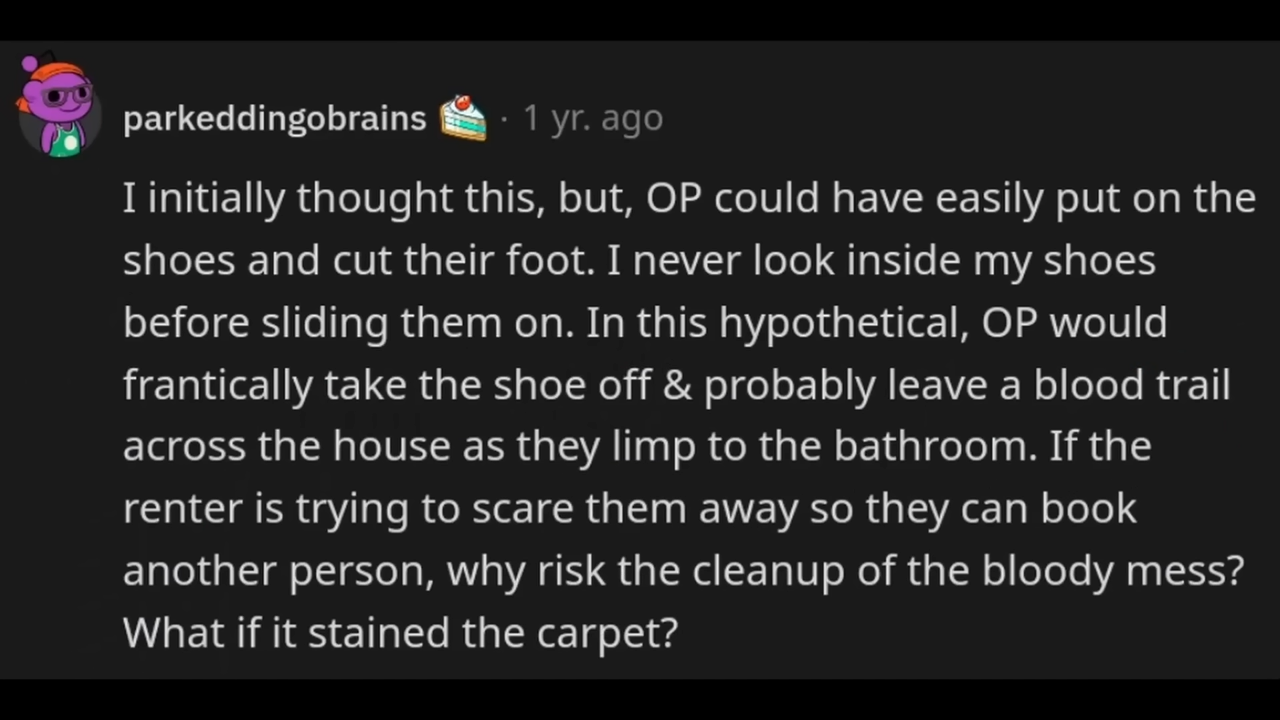 parkeddingobrains · 1 yr. ago
I initially thought this, but, OP could have easily put on the
shoes and cut their foot. I never look inside my shoes
before sliding them on. In this hypothetical, OP would
frantically take the shoe off & probably leave a blood trail
across the house as they limp to the bathroom. If the
renter is trying to scare them away so they can book
another person, why risk the cleanup of the bloody mess?
What if it stained the carpet?